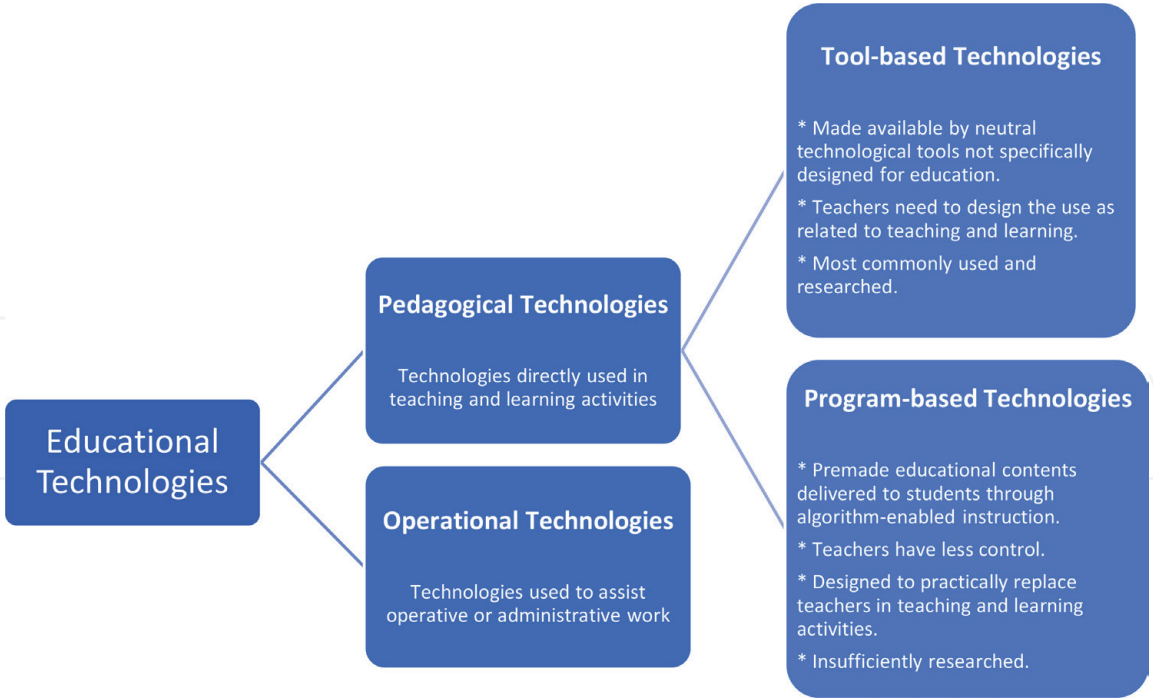 Educational
Technologies
Pedagogical Technologies
Technologies directly used in
teaching and learning activities
Operational Technologies
Technologies used to assist
operative or administrative work
Tool-based Technologies
* Made available by neutral
technological tools not specifically
designed for education.
* Teachers need to design the use as
related to teaching and learning.
* Most commonly used and
researched.
Program-based Technologies
* Premade educational contents
delivered to students through
algorithm-enabled instruction.
* Teachers have less control.
* Designed to practically replace
teachers in teaching and learning
activities.
* Insufficiently researched.